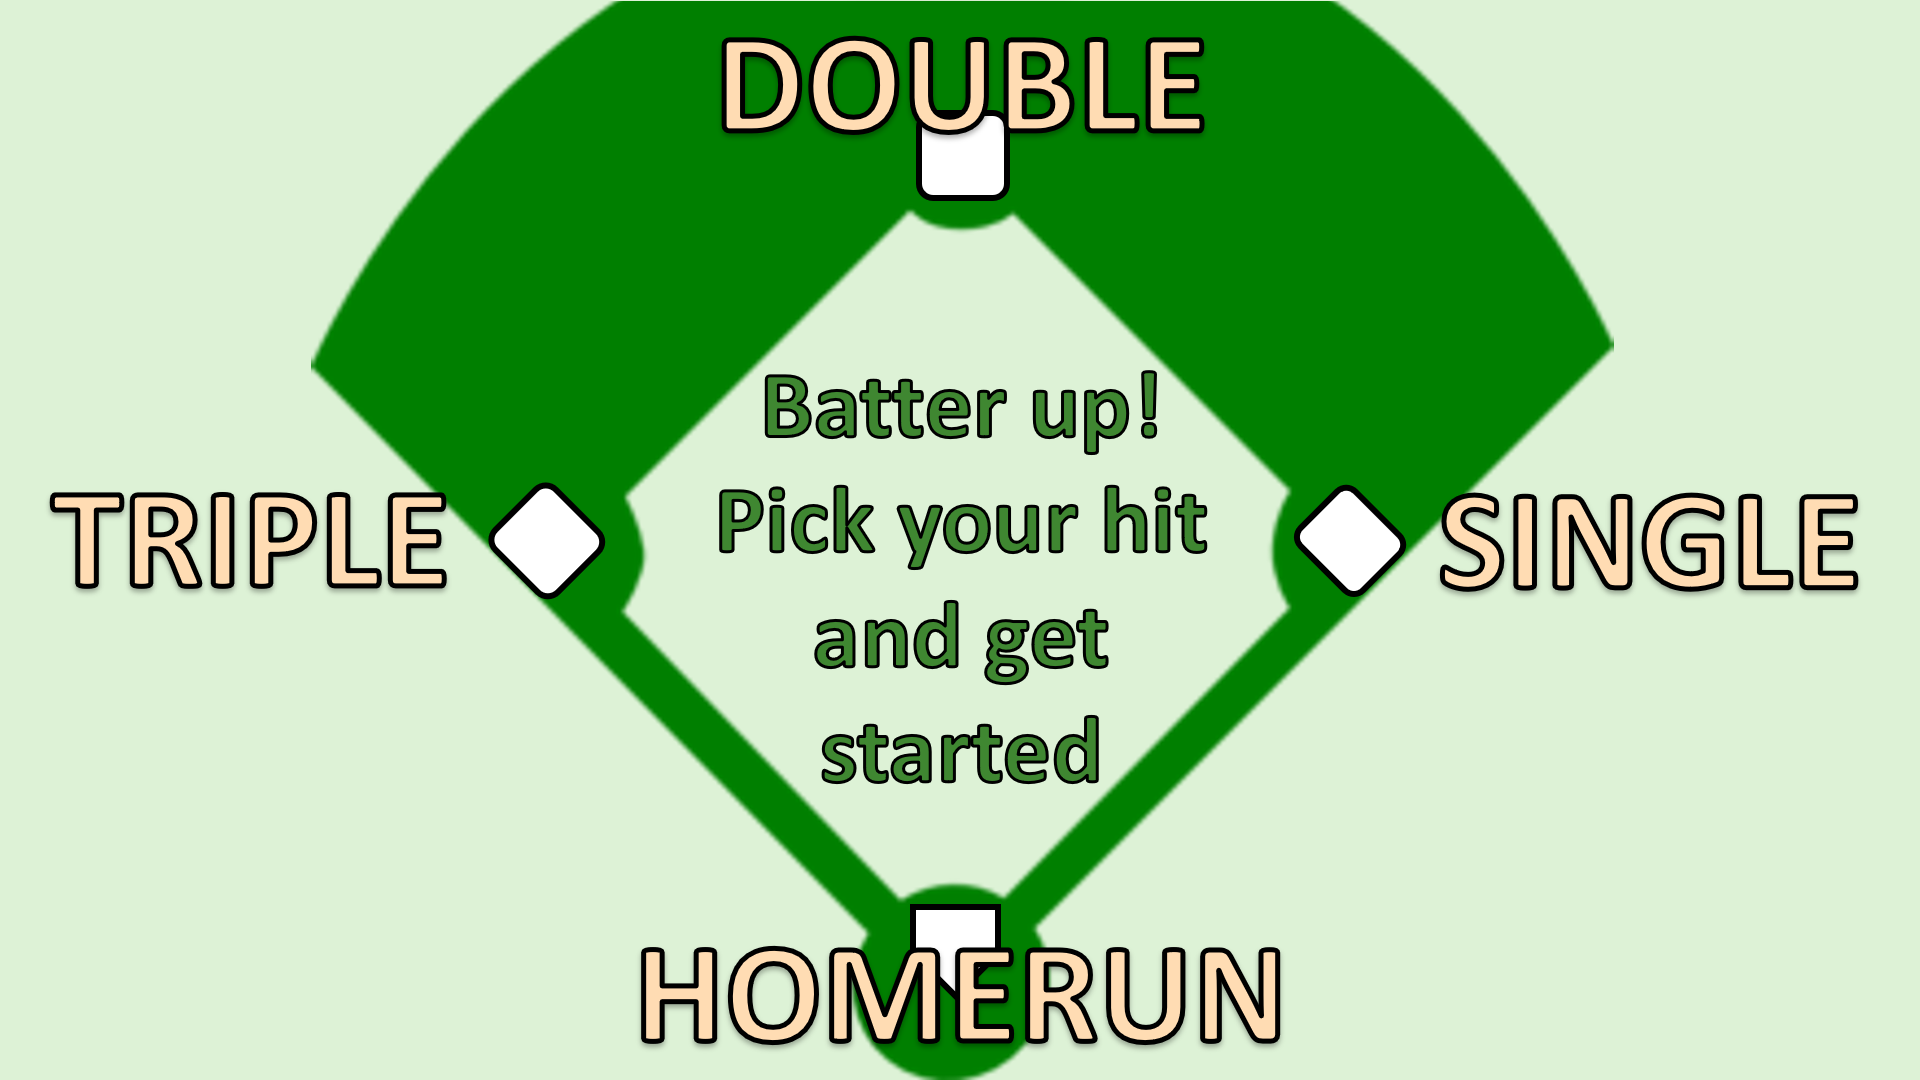 DOUBLE
Batter up!
Pick your hit
and get
started
TRIPLE
SINGLE
HOMERUN